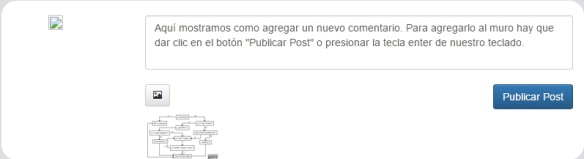 Aquí mostramos como agregar un nuevo comentario. Para agregarlo al muro hay que
dar clic en el botón "Publicar Post" o presionar la tecla enter de nuestro teclado.
Publicar Post